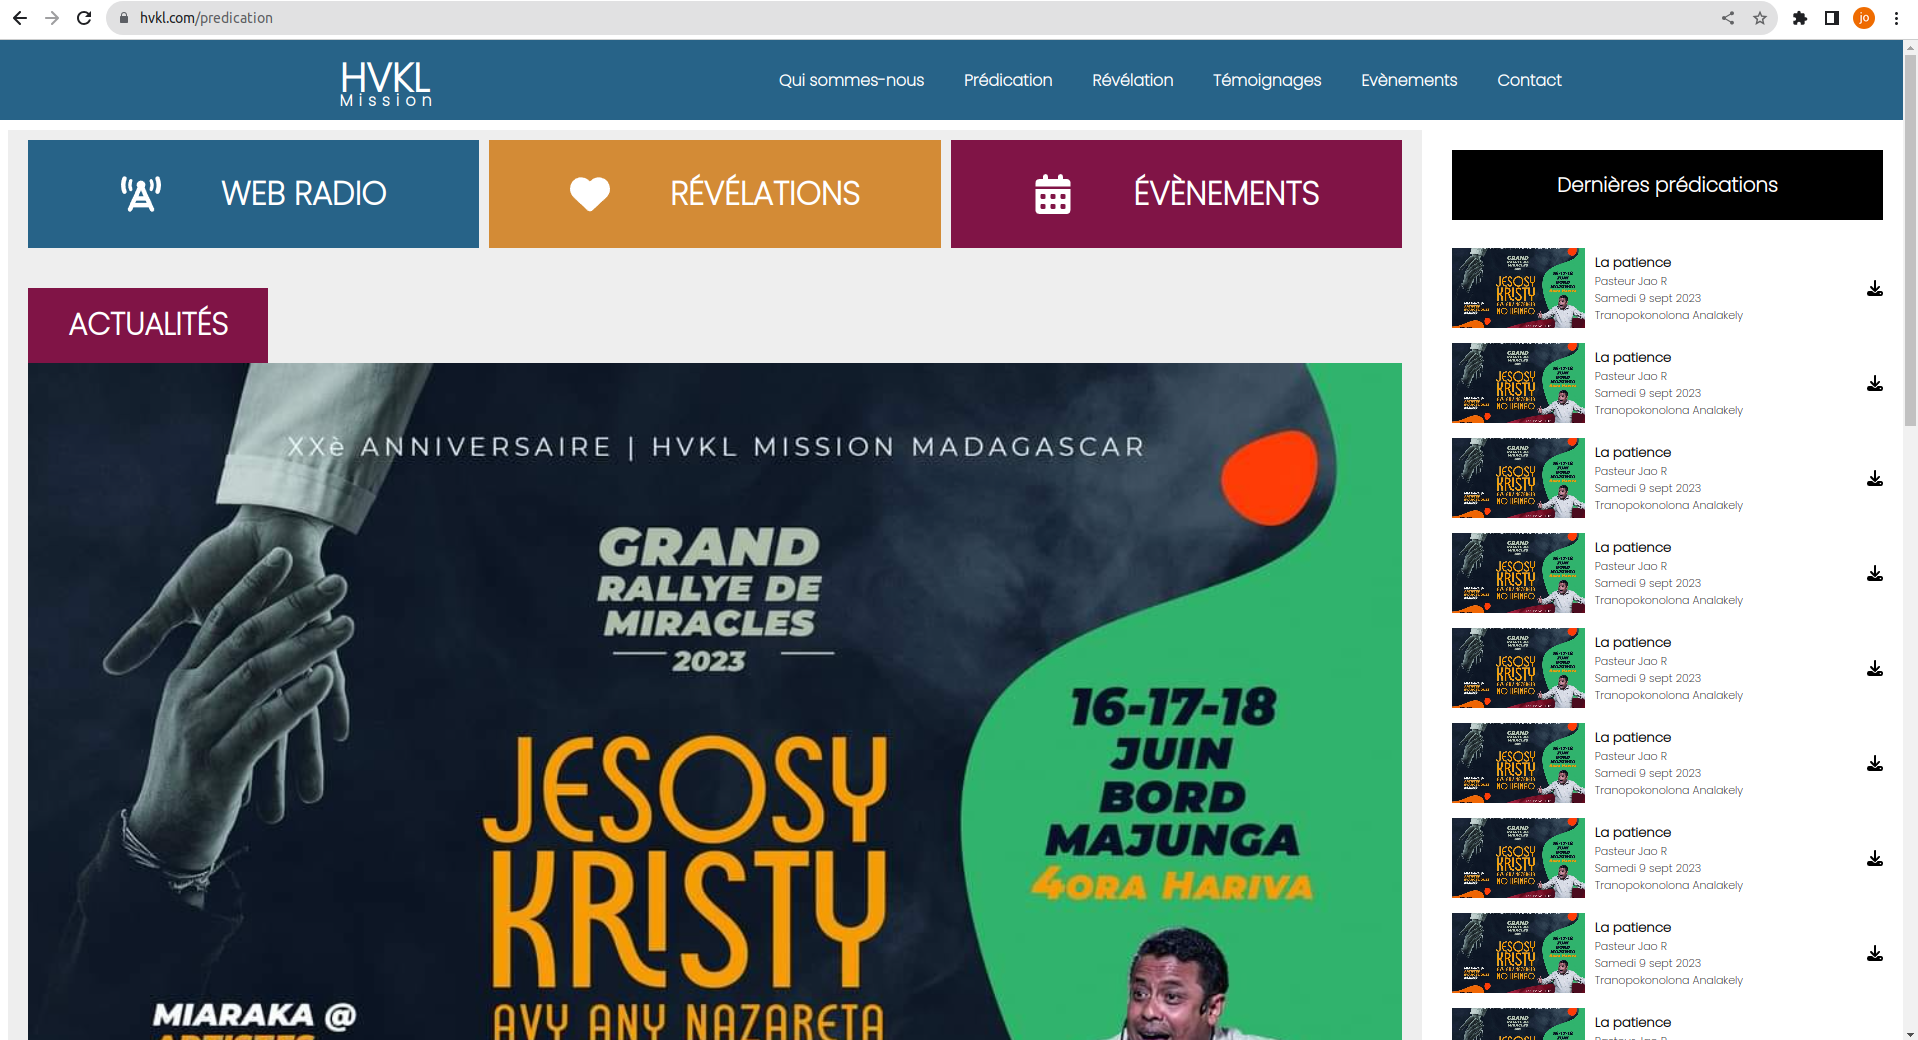 hvkl.com/predication
jo
HVKL
Mission
Qui sommes-nous
Prédication
Révélation
Témoignages
Evènements
Contact
WEB RADIO
RÉVÉLATIONS
ÉVÈNEMENTS
ACTUALITÉS
XXè ANNIVERSAIRE | HVKL MISSION MADAGASCAR
GRAND
RALLYE DE
MIRACLES
2023
JESOSY
KRISTY
AVY ANY NAZARETA
16-17-18
JUIN
BORD
MAJUNGA
4ORA HARIVA
MIARAKA @
ARTISTES
Dernières prédications
La patience
Pasteur Jao R
Samedi 9 sept 2023
Tranopokonolona Analakely
La patience
Pasteur Jao R
Samedi 9 sept 2023
Tranopokonolona Analakely
La patience
Pasteur Jao R
Samedi 9 sept 2023
Tranopokonolona Analakely
La patience
Pasteur Jao R
Samedi 9 sept 2023
Tranopokonolona Analakely
La patience
Pasteur Jao R
Samedi 9 sept 2023
Tranopokonolona Analakely
La patience
Pasteur Jao R
Samedi 9 sept 2023
Tranopokonolona Analakely
La patience
Pasteur Jao R
Samedi 9 sept 2023
Tranopokonolona Analakely
La patience
Pasteur Jao R
Samedi 9 sept 2023
Tranopokonolona Analakely
La patience